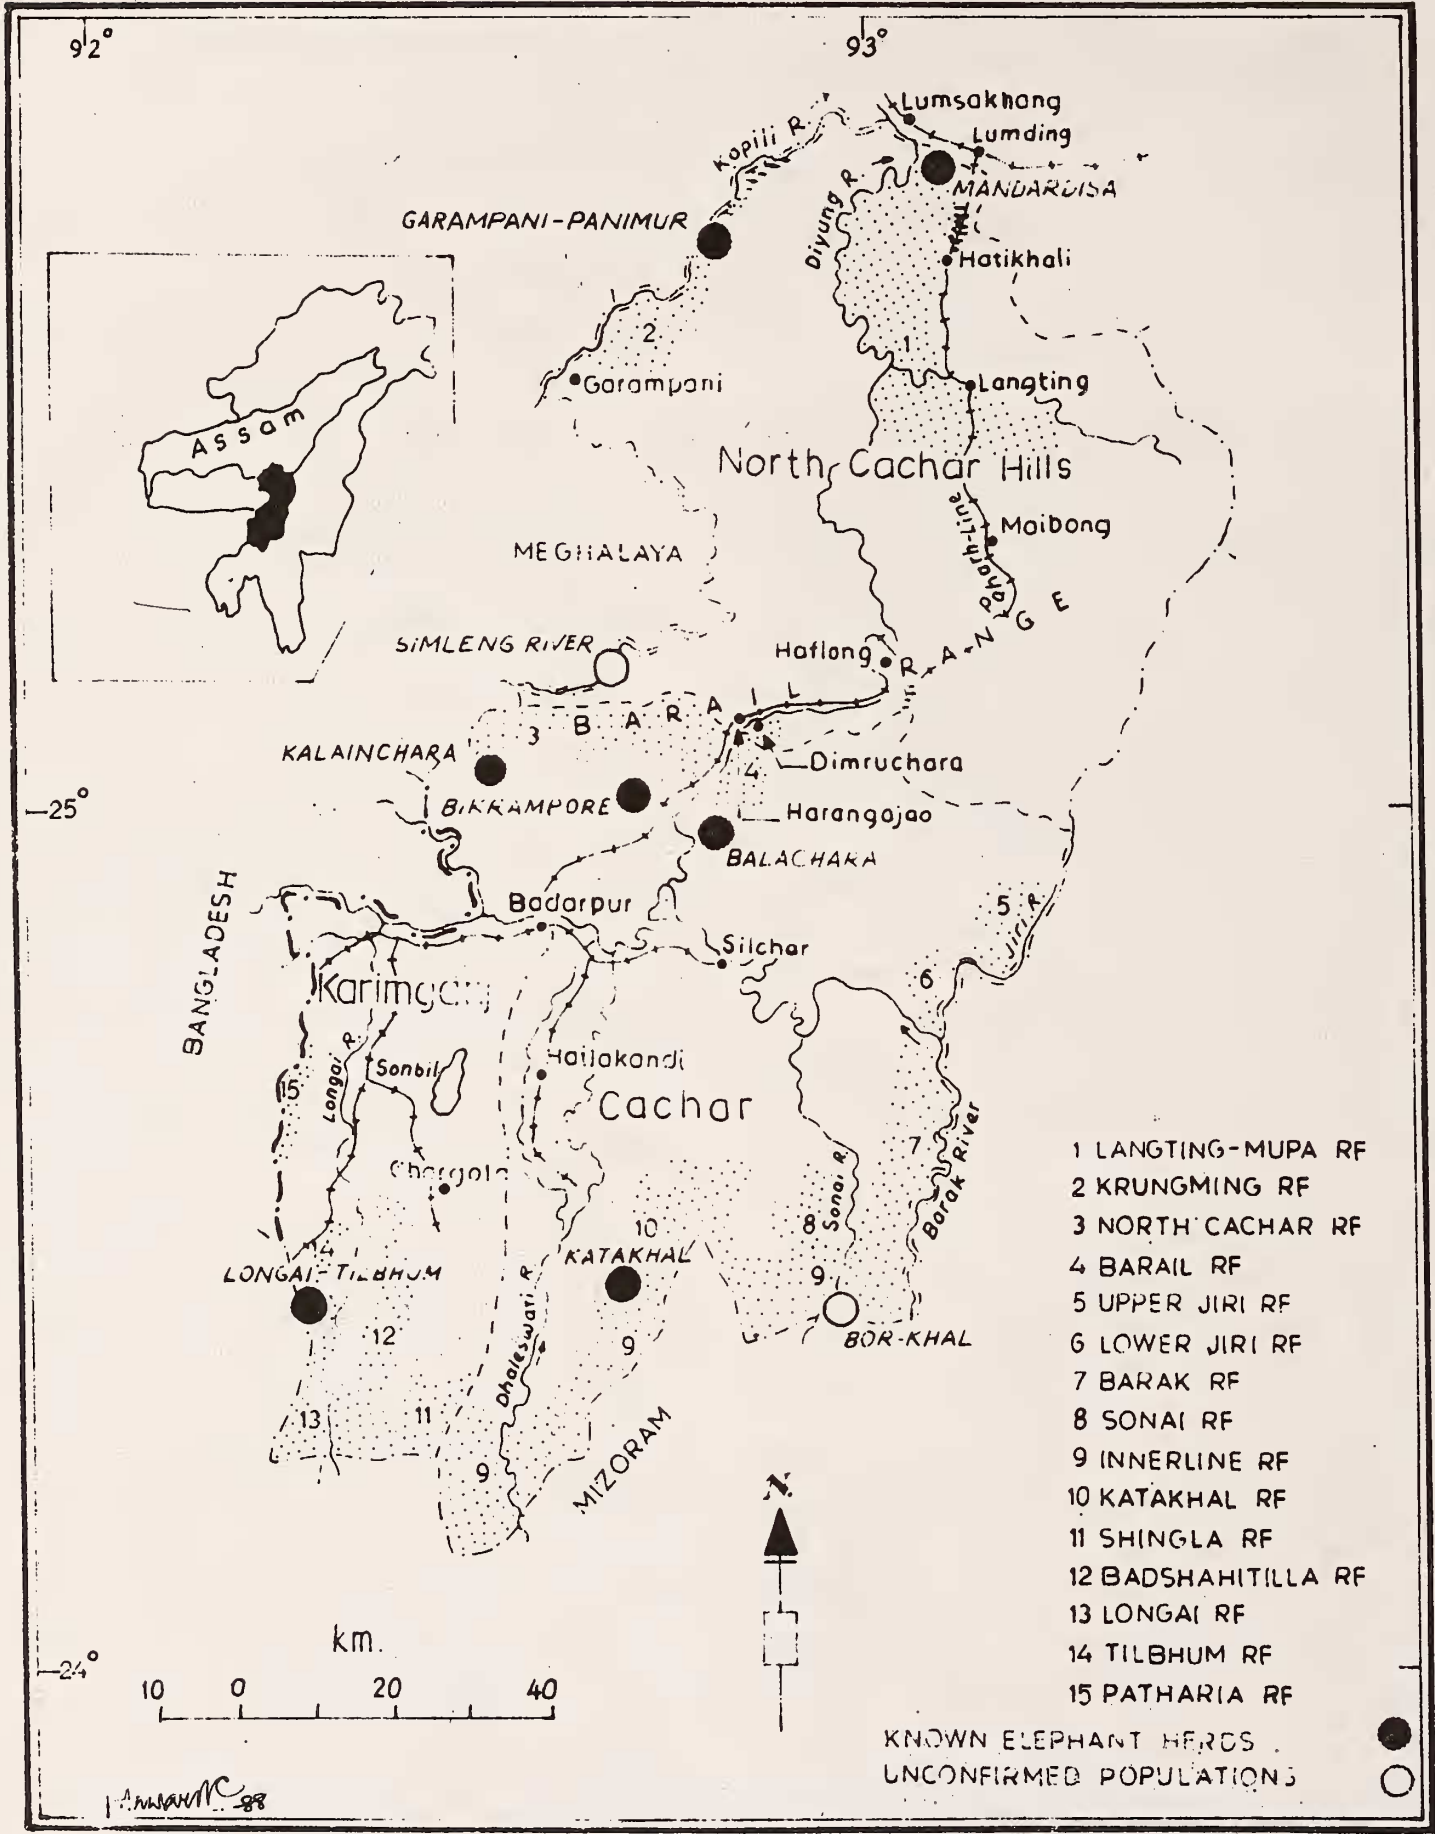 92°
93°
Lumsakhang
Lumding
Kopili R.
MANDARDISA
Diyung R.
GARAMPANI-PANIMUR
Hatikhali
2
1
Garampani
Langting
Assam
North Cachar Hills
Pahar-Line
Maibong
MEGHALAYA
SIMLENG RIVER
Haflong
BARAIL RANGE
3
KALAINCHARA
4
Dimruchara
BIKRAMPORE
Harangajao
25°
BALACHARA
BANGLADESH
Badarpur
5
Jiri R.
Silchar
6
Karimganj
Longai R.
Sonbil
Hailakandi
15
Cachar
7
Barak River
Sonai R.
10
8
14
KATAKHAL
LONGAI-TILBHUM
9
12
Dhaleswari R.
9
BOR-KHAL
13
11
9
MIZORAM
N.
1 LANGTING-MUPA RF
2 KRUNGMING RF
3 NORTH CACHAR RF
4 BARAIL RF
5 UPPER JIRI RF
6 LOWER JIRI RF
7 BARAK RF
8 SONAI RF
9 INNERLINE RF
10 KATAKHAL RF
11 SHINGLA RF
12 BADSHAHITILLA RF
13 LONGAI RF
14 TILBHUM RF
15 PATHARIA RF
24°
km.
10 0 20 40
KNOWN ELEPHANT HERDS
UNCONFIRMED POPULATIONS
88